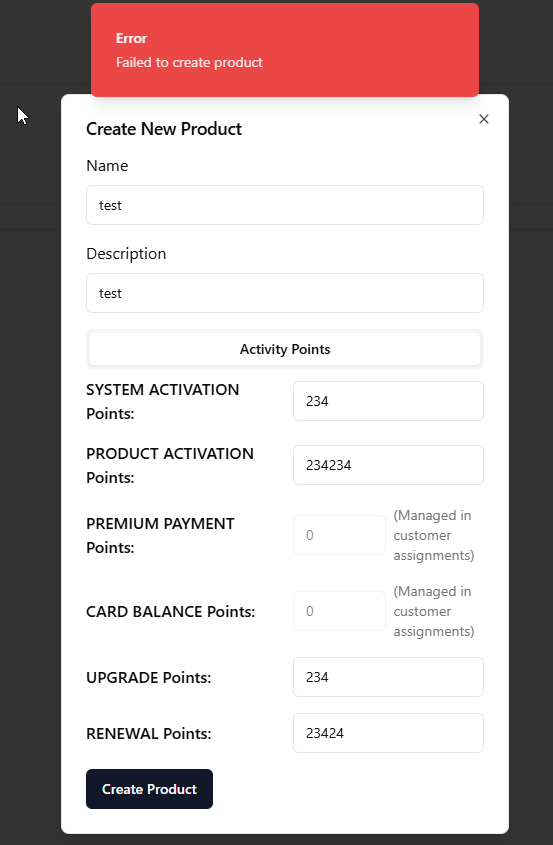 Error
Failed to create product
Create New Product
Name
test
Description
test
Activity Points
SYSTEM ACTIVATION
Points:
234
PRODUCT ACTIVATION
Points:
234234
PREMIUM PAYMENT
Points:
0
(Managed in
customer
assignments)
CARD BALANCE Points:
0
(Managed in
customer
assignments)
UPGRADE Points:
234
RENEWAL Points:
23424
Create Product